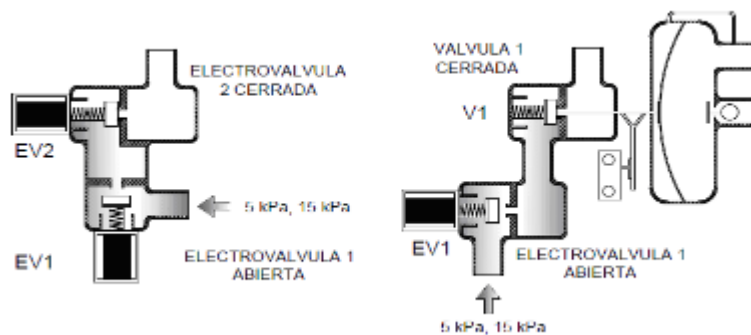 ELECTROVALVULA
2 CERRADA
EV2
5 kPa, 15 kPa
EV1
ELECTROVALVULA 1
ABIERTA
VALVULA 1
CERRADA
V1
EV1
ELECTROVALVULA 1
ABIERTA
5 kPa, 15 kPa